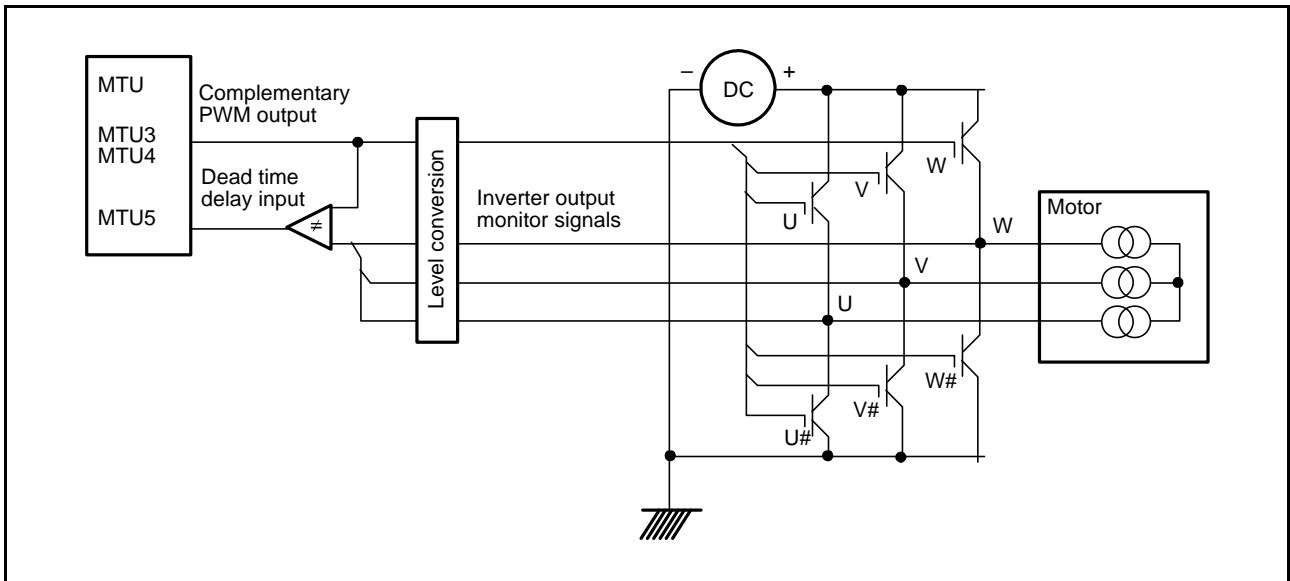 MTU
MTU3
MTU4
MTU5
Complementary
PWM output
Dead time
delay input
≠
Level conversion
Inverter output
monitor signals
–
DC
+
W
V
U
W
V
U
W#
V#
U#
Motor